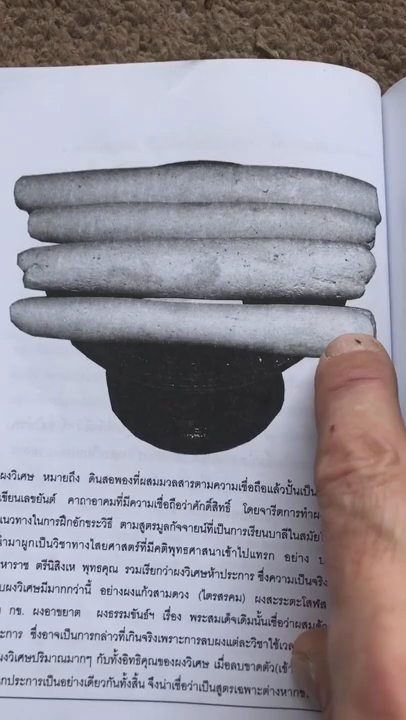 ผงวิเศษ หมายถึง ดินสอพองที่ผสมมวลสารตามความเชื่อถือแล้วปั้นเป็น
เขียนเลขยันต์ คาถาอาคมที่มีความเชื่อถือว่าศักดิ์สิทธิ์ โดยจารีตการทำผ
แนวทางในการฝึกอักขระวิธี ตามสูตรมูลกัจจายน์ที่เป็นการเรียนบาลีในสมัย
ำมาผูกเป็นวิชาทางไสยศาสตร์ที่มีคติพุทธศาสนาเข้าไปแทรก อย่าง
หาราช ตรีนิสิงเห พุทธคุณ รวมเรียกว่าผงวิเศษห้าประการ ซึ่งความเป็นจริง
บผงวิเศษมีมากกว่านี้ อย่างผงแก้วสามดวง (ไตรสรคม) ผงสะระตะโสฬส
กข. ผงอาขยาต ผงธรรมขันธ์ฯ เรื่อง พระสมเด็จเดิมนั้นเชื่อว่าผสม
ะการ ซึ่งอาจเป็นการกล่าวที่เกินจริงเพราะการลบผงแต่ละวิชาใช้เวล
ผงวิเศษปริมาณมากๆ กับทั้งอิทธิคุณของผงวิเศษ เมื่อลบขาดตัว
กประการเป็นอย่างเดียวกันทั้งสิ้น จึงน่าเชื่อว่าเป็นสูตรเฉพาะต่างหาก